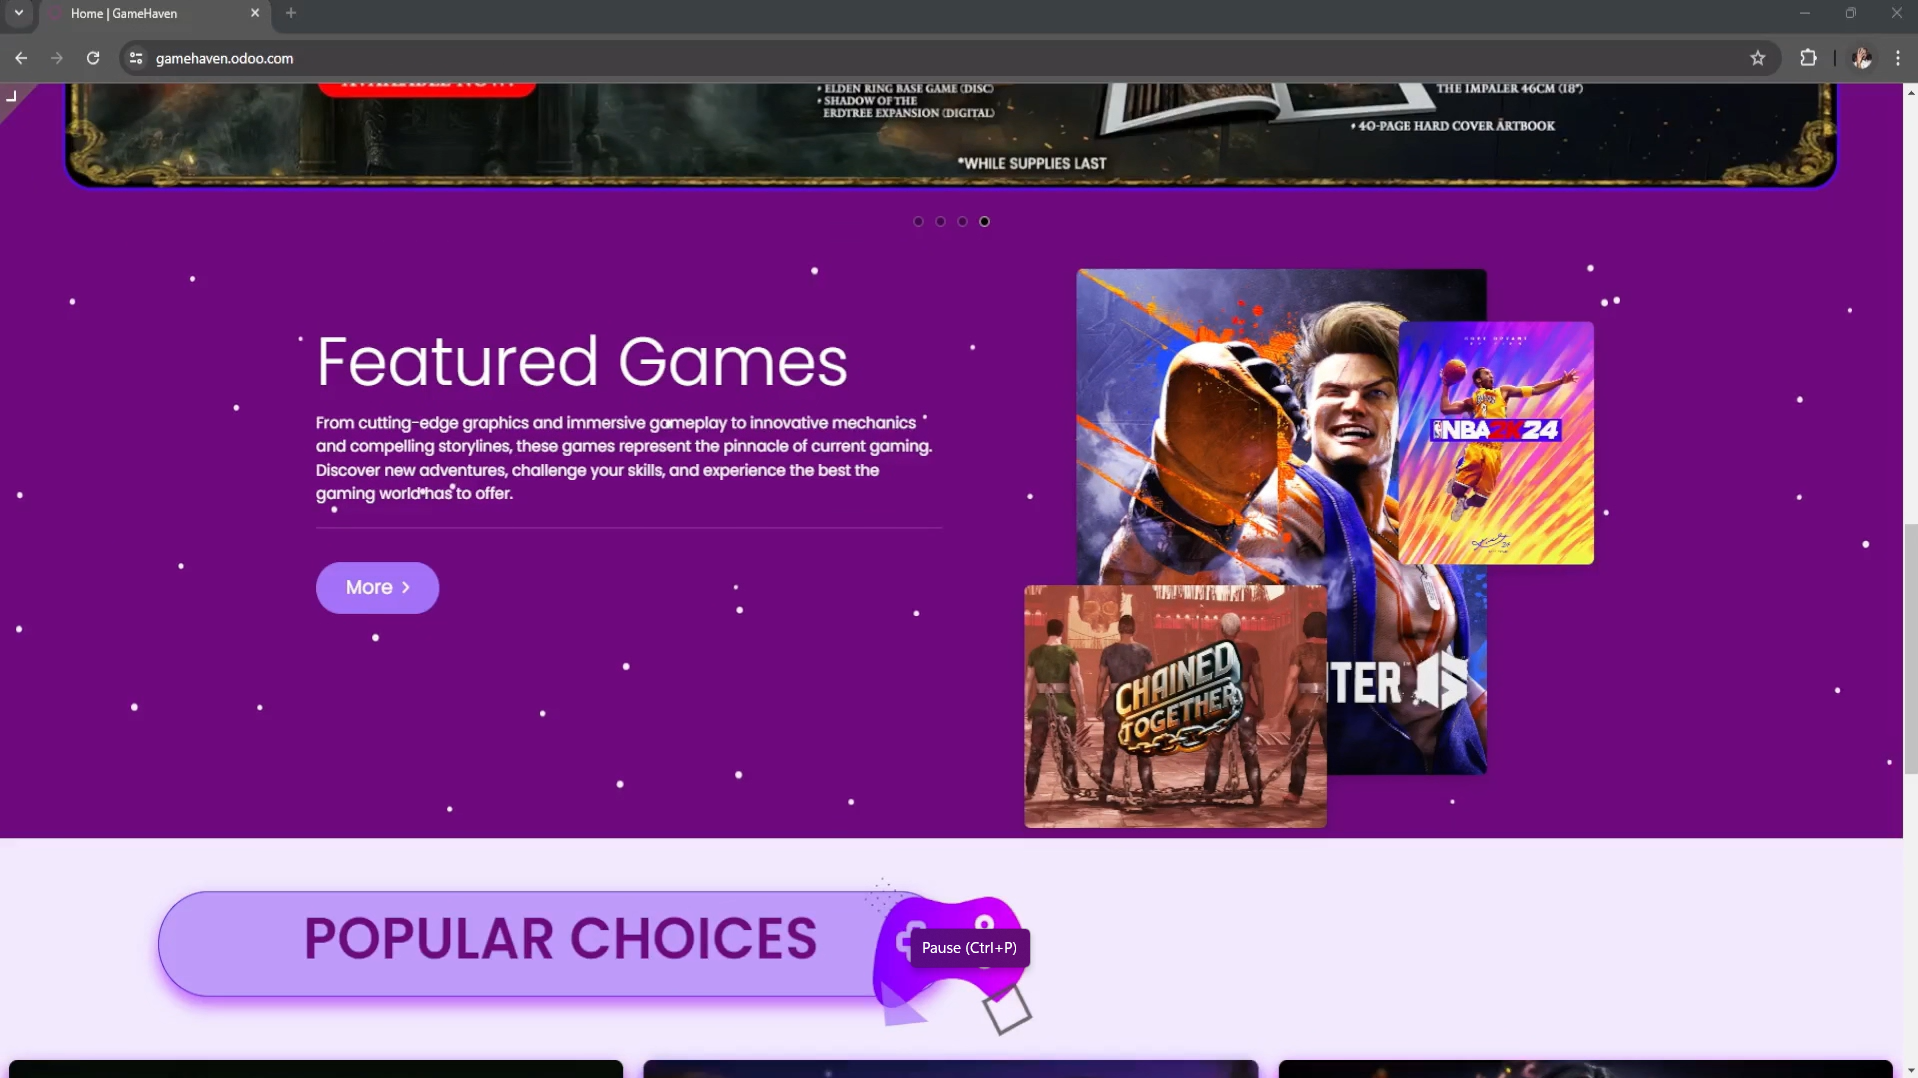 Home | GameHaven
gamehaven.odoo.com
AVAILABLE NOW!
• ELDEN RING BASE GAME (DISC)
• SHADOW OF THE
ERDTREE EXPANSION (DIGITAL)
THE IMPALER 46CM (18")
• 40-PAGE HARD COVER ARTBOOK
*WHILE SUPPLIES LAST
Featured Games
From cutting-edge graphics and immersive gameplay to innovative mechanics
and compelling storylines, these games represent the pinnacle of current gaming.
Discover new adventures, challenge your skills, and experience the best the
gaming world has to offer.
More
NBA 2K24
CHAINED
TOGETHER
TER 6
POPULAR CHOICES
Pause (Ctrl+P)